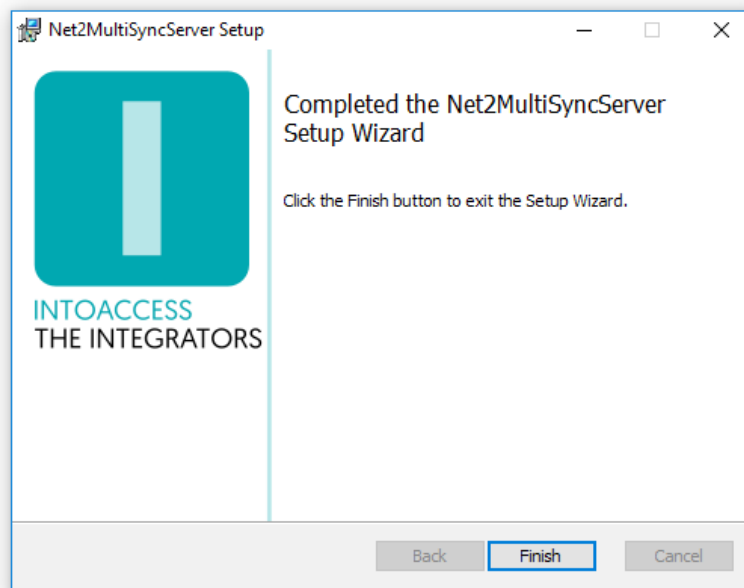 Net2MultiSyncServer Setup
INTOACCESS
THE INTEGRATORS
Completed the Net2MultiSyncServer
Setup Wizard
Click the Finish button to exit the Setup Wizard.
Back
Finish
Cancel